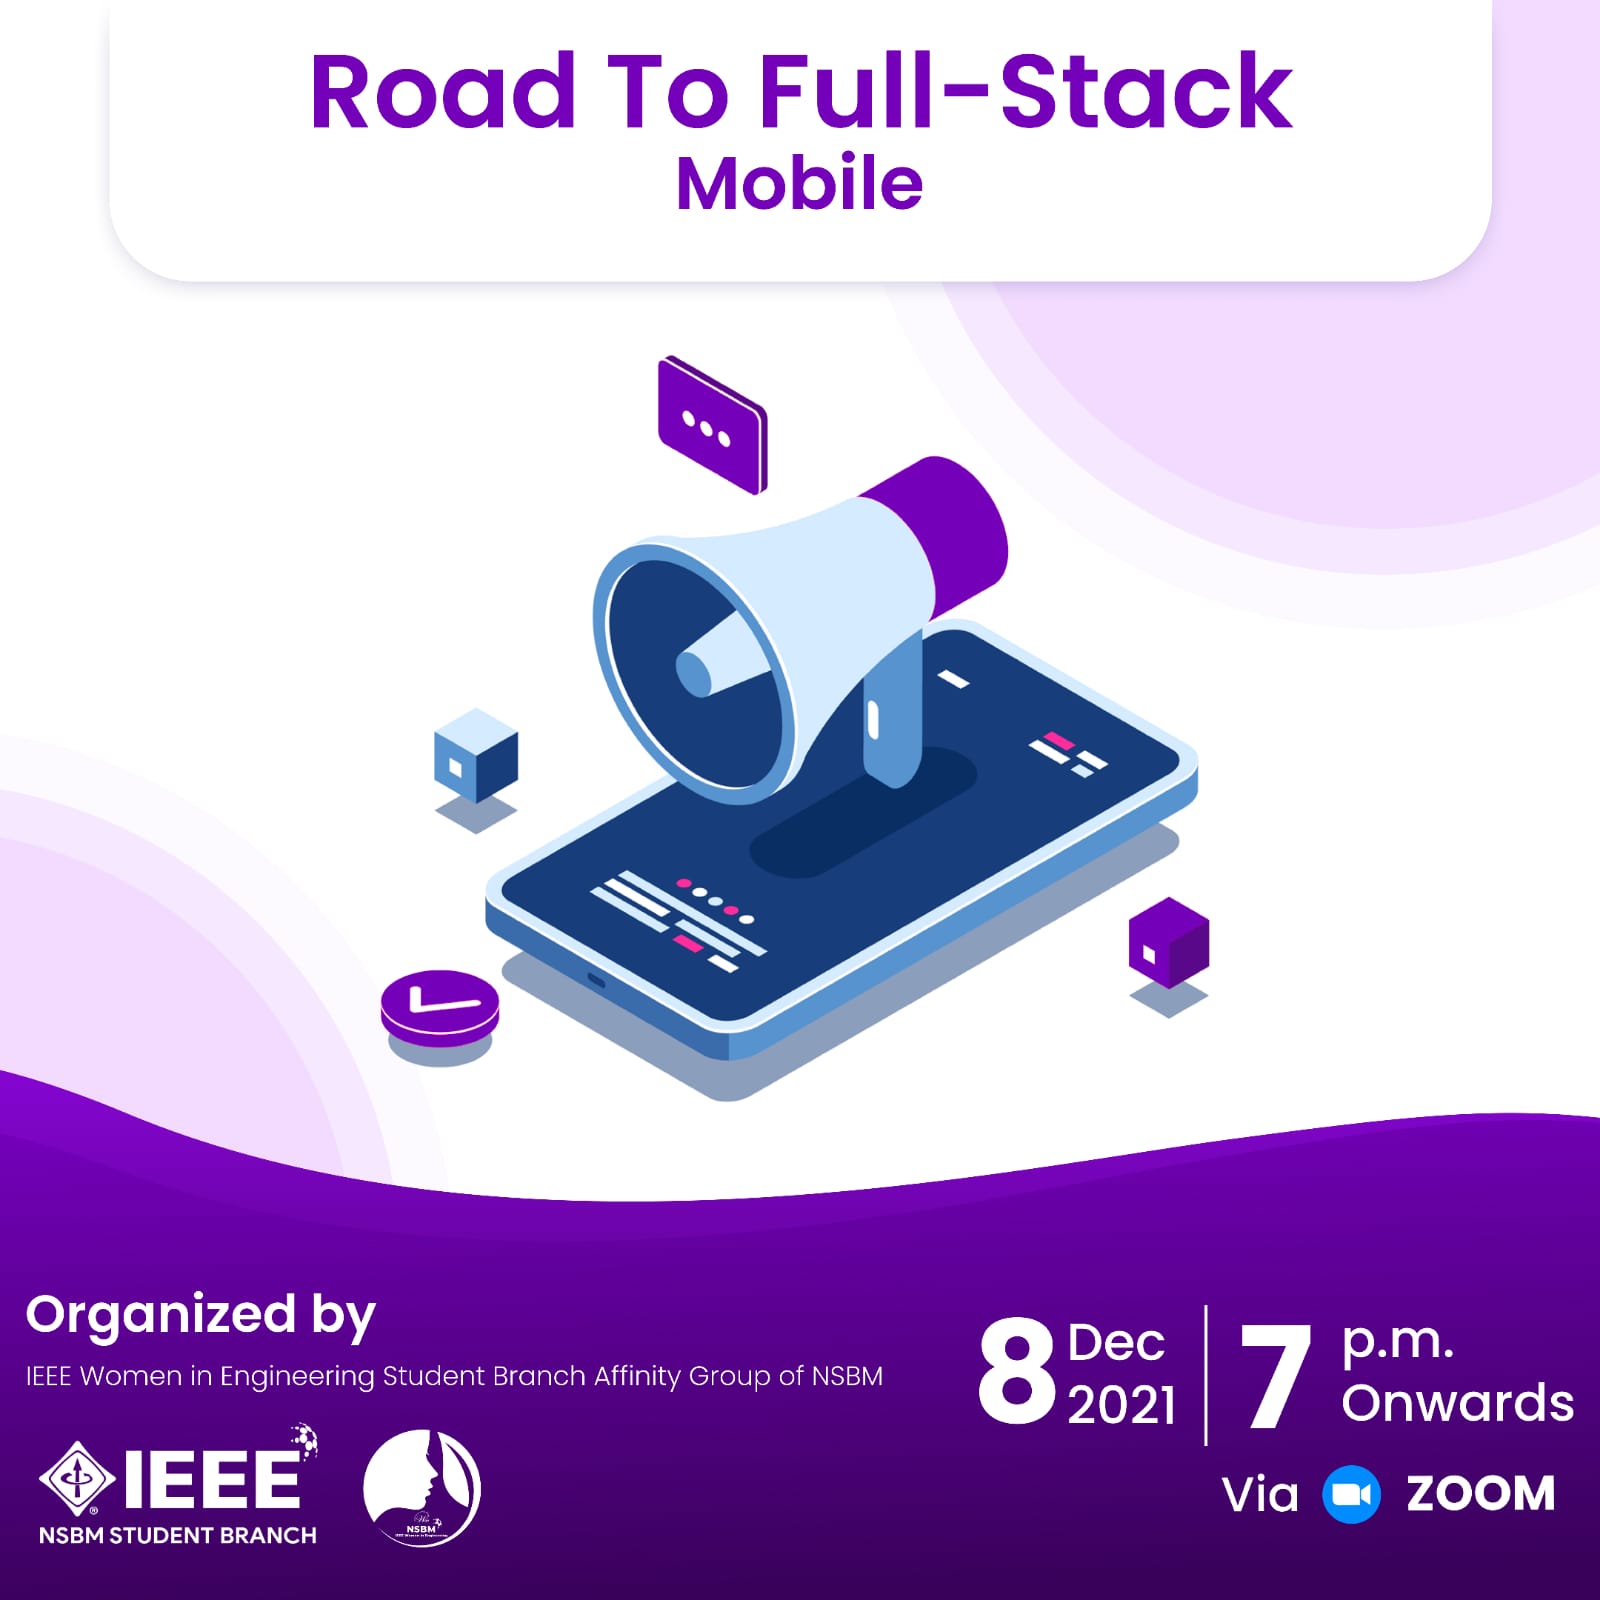 Road To Full-Stack
Mobile
Organized by
IEEE Women in Engineering Student Branch Affinity Group of NSBM
IEEE
NSBM STUDENT BRANCH
NSBM
8 Dec 2021
7 p.m. Onwards
Via ZOOM